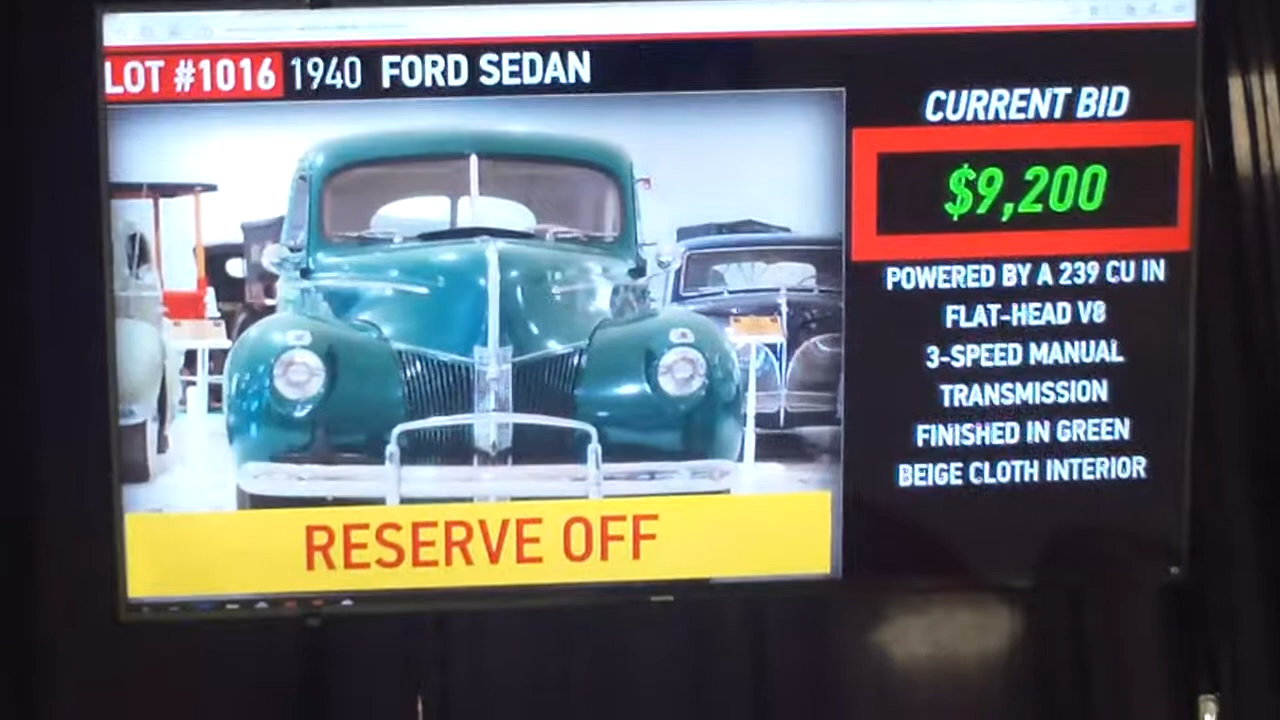 LOT #1016 1940 FORD SEDAN
CURRENT BID
$9,200
POWERED BY A 239 CU IN
FLAT-HEAD V8
3-SPEED MANUAL
TRANSMISSION
FINISHED IN GREEN
BEIGE CLOTH INTERIOR
RESERVE OFF